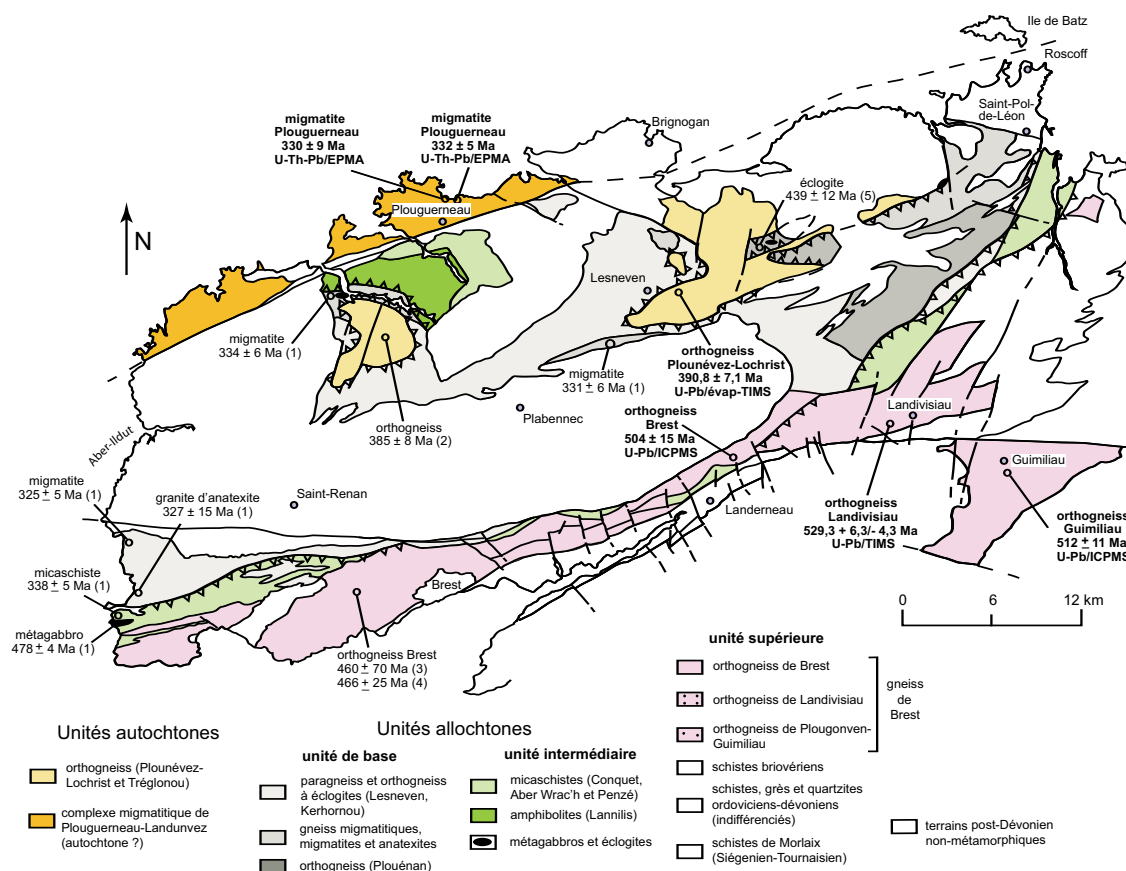 Ile de Batz
Roscoff
Saint-Pol-
de-Léon
migmatite
Plouguerneau
330 ± 9 Ma
U-Th-Pb/EPMA
migmatite
Plouguerneau
332 ± 5 Ma
U-Th-Pb/EPMA
Brignogan
éclogite
439 ± 12 Ma (5)
Plouguerneau
N
Lesneven
migmatite
334 ± 6 Ma (1)
orthogneiss
Plounévez-Lochrist
390,8 ± 7,1 Ma
U-Pb/évap-TIMS
migmatite
331 ± 6 Ma (1)
Plabennec
orthogneiss
385 ± 8 Ma (2)
orthogneiss
Brest
504 ± 15 Ma
U-Pb/ICPMS
Landivisiau
Aber-Ildut
Guimiliau
migmatite
325 ± 5 Ma (1)
granite d'anatexite
327 ± 15 Ma (1)
Saint-Renan
Landerneau
orthogneiss
Landivisiau
529,3 + 6,3/- 4,3 Ma
U-Pb/TIMS
orthogneiss
Guimiliau
512 ± 11 Ma
U-Pb/ICPMS
micaschiste
338 ± 5 Ma (1)
Brest
métagabbro
478 ± 4 Ma (1)
orthogneiss Brest
460 ± 70 Ma (3)
466 ± 25 Ma (4)
0 6 12 km
Unités autochtones
orthogneiss (Plounévez-
Lochrist et Tréglonou)
complexe migmatitique de
Plouguerneau-Landunvez
(autochtone ?)
Unités allochtones
unité de base
paragneiss et orthogneiss
à éclogites (Lesneven,
Kerhornou)
gneiss migmatitiques,
migmatites et anatexites
orthogneiss (Plouénan)
unité intermédiaire
micaschistes (Conquet,
Aber Wrac'h et Penzé)
amphibolites (Lannilis)
métagabbros et éclogites
unité supérieure
orthogneiss de Brest
orthogneiss de Landivisiau
orthogneiss de Plougonven-
Guimiliau
gneiss
de
Brest
schistes briovériens
schistes, grès et quartzites
ordoviciens-dévoniens
(indifférenciés)
schistes de Morlaix
(Siégenien-Tournaisien)
terrains post-Dévonien
non-métamorphiques